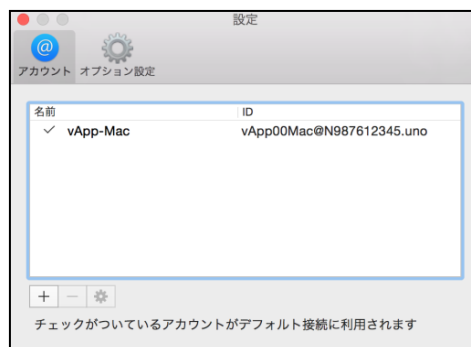 設定
アカウント オプション設定
名前 ID
vApp-Mac vApp00Mac@N987612345.uno
チェックがついているアカウントがデフォルト接続に利用されます